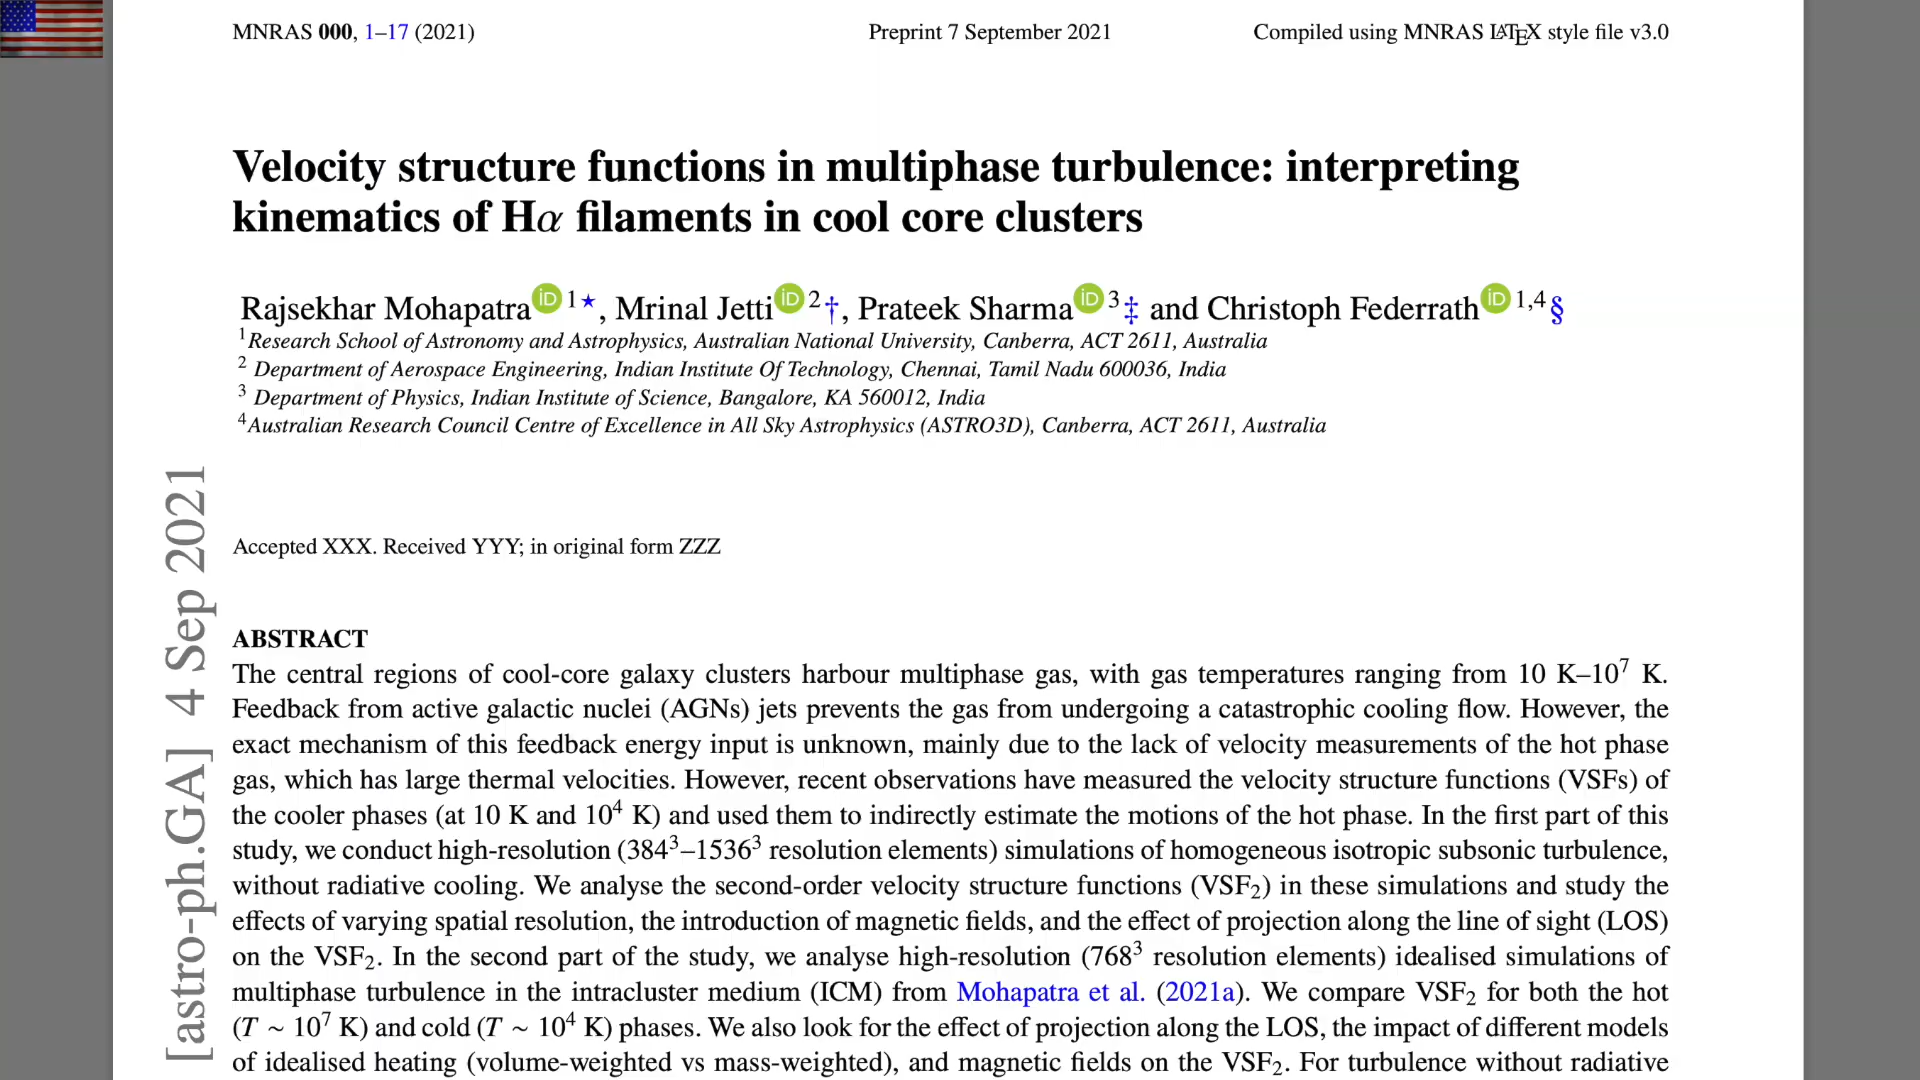 MNRAS 000, 1–17 (2021) Preprint 7 September 2021 Compiled using MNRAS LATEX style file v3.0
Velocity structure functions in multiphase turbulence: interpreting
kinematics of Hα filaments in cool core clusters
Rajsekhar Mohapatra iD 1★, Mrinal Jetti iD 2†, Prateek Sharma iD 3‡ and Christoph Federrath iD 1,4§
1Research School of Astronomy and Astrophysics, Australian National University, Canberra, ACT 2611, Australia
2 Department of Aerospace Engineering, Indian Institute Of Technology, Chennai, Tamil Nadu 600036, India
3 Department of Physics, Indian Institute of Science, Bangalore, KA 560012, India
4Australian Research Council Centre of Excellence in All Sky Astrophysics (ASTRO3D), Canberra, ACT 2611, Australia
Accepted XXX. Received YYY; in original form ZZZ
[astro-ph.GA] 4 Sep 2021
ABSTRACT
The central regions of cool-core galaxy clusters harbour multiphase gas, with gas temperatures ranging from 10 K–10⁷ K.
Feedback from active galactic nuclei (AGNs) jets prevents the gas from undergoing a catastrophic cooling flow. However, the
exact mechanism of this feedback energy input is unknown, mainly due to the lack of velocity measurements of the hot phase
gas, which has large thermal velocities. However, recent observations have measured the velocity structure functions (VSFs) of
the cooler phases (at 10 K and 10⁴ K) and used them to indirectly estimate the motions of the hot phase. In the first part of this
study, we conduct high-resolution (384³–1536³ resolution elements) simulations of homogeneous isotropic subsonic turbulence,
without radiative cooling. We analyse the second-order velocity structure functions (VSF₂) in these simulations and study the
effects of varying spatial resolution, the introduction of magnetic fields, and the effect of projection along the line of sight (LOS)
on the VSF₂. In the second part of the study, we analyse high-resolution (768³ resolution elements) idealised simulations of
multiphase turbulence in the intracluster medium (ICM) from Mohapatra et al. (2021a). We compare VSF₂ for both the hot
(T ∼ 10⁷ K) and cold (T ∼ 10⁴ K) phases. We also look for the effect of projection along the LOS, the impact of different models
of idealised heating (volume-weighted vs mass-weighted), and magnetic fields on the VSF₂. For turbulence without radiative